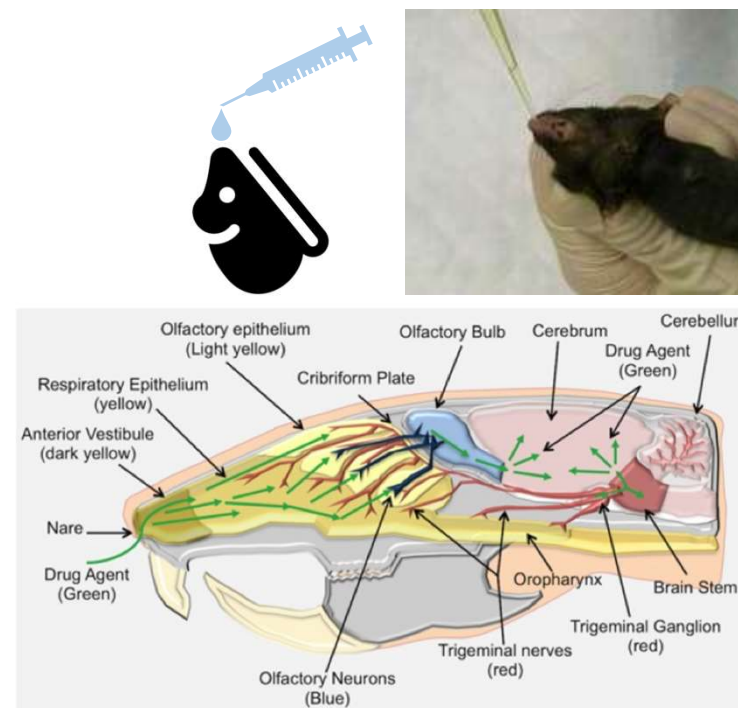 Olfactory epithelium
(Light yellow)
Olfactory Bulb
Cerebrum
Cerebellur
Drug Agent
(Green)
Respiratory Epithelium
(yellow)
Cribriform Plate
Anterior Vestibule
(dark yellow)
Nare
Drug Agent
(Green)
Oropharynx
Brain Stem
Trigeminal nerves
(red)
Trigeminal Ganglion
(red)
Olfactory Neurons
(Blue)